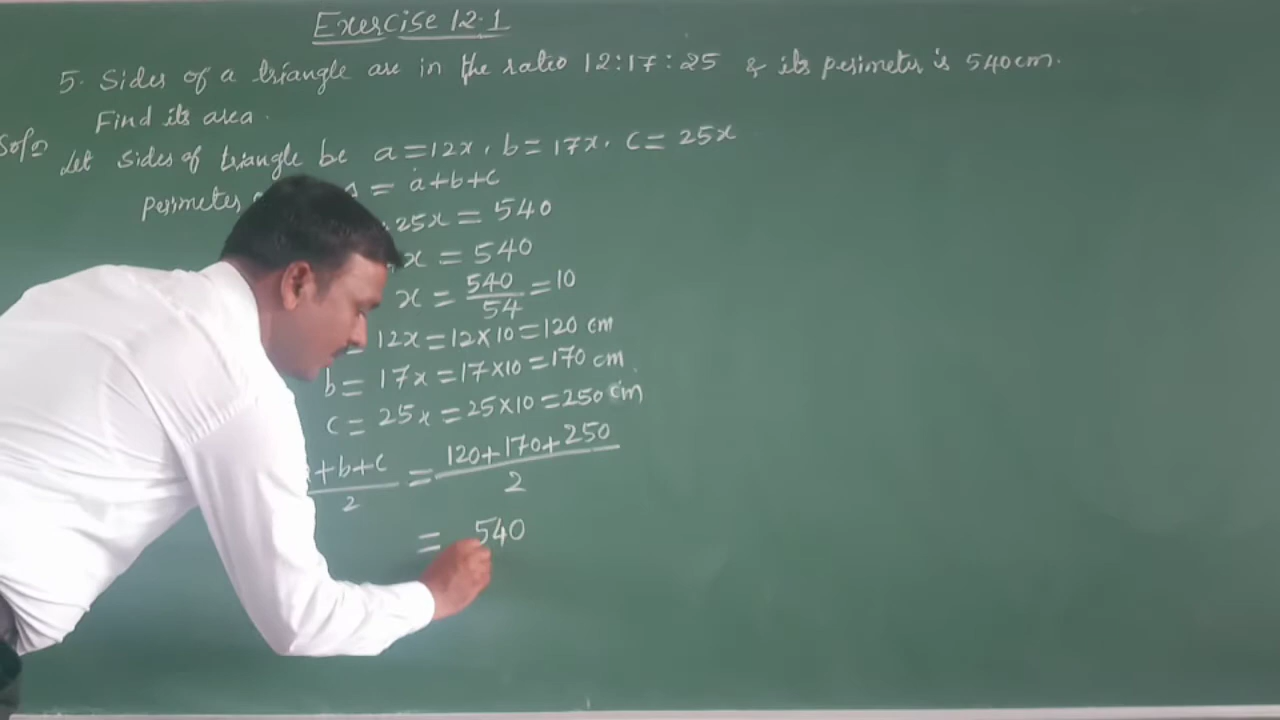 Exercise 12.1
5. Sides of a triangle are in the ratio 12:17:25 & its perimeter is 540cm.
Find its area.
Soln
Let sides of triangle be a=12x, b=17x, c=25x
perimeter = a+b+c
25x = 540
x = 540
x = 540/54 = 10
= 12x = 12×10 = 120 cm
b = 17x = 17×10 = 170 cm
c = 25x = 25×10 = 250 cm
+b+c/2 = 120+170+250/2
= 540